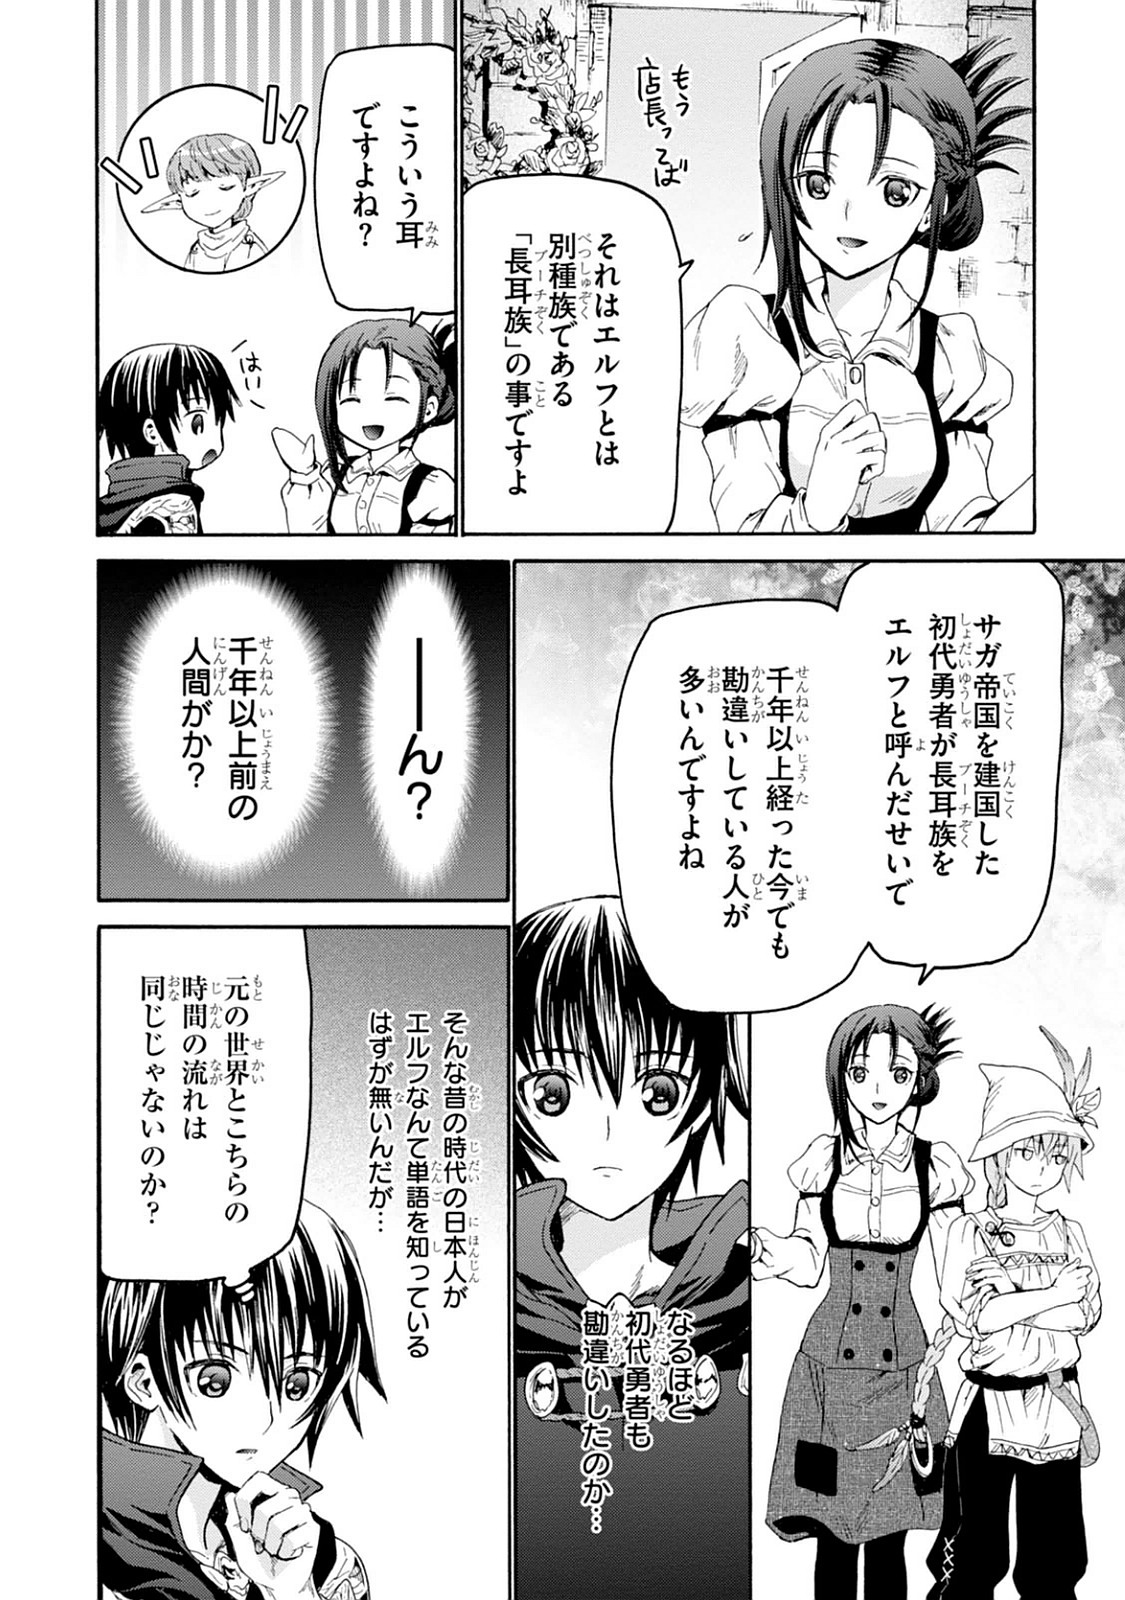 もう
店長ってば
それはエルフとは
別種族である
「長耳族」の事ですよ
こういう耳
ですよね？
はい
サガ帝国を建国した
初代勇者が長耳族を
エルフと呼んだせいで
千年以上経った今でも
勘違いしている人が
多いんですよね
なるほど
初代勇者も
勘違いしたのか…
――ん？
千年以上前の
人間がか？
そんな昔の時代の日本人が
エルフなんて単語を知っている
はずが無いんだが…
元の世界とこちらの
時間の流れは
同じじゃないのか？